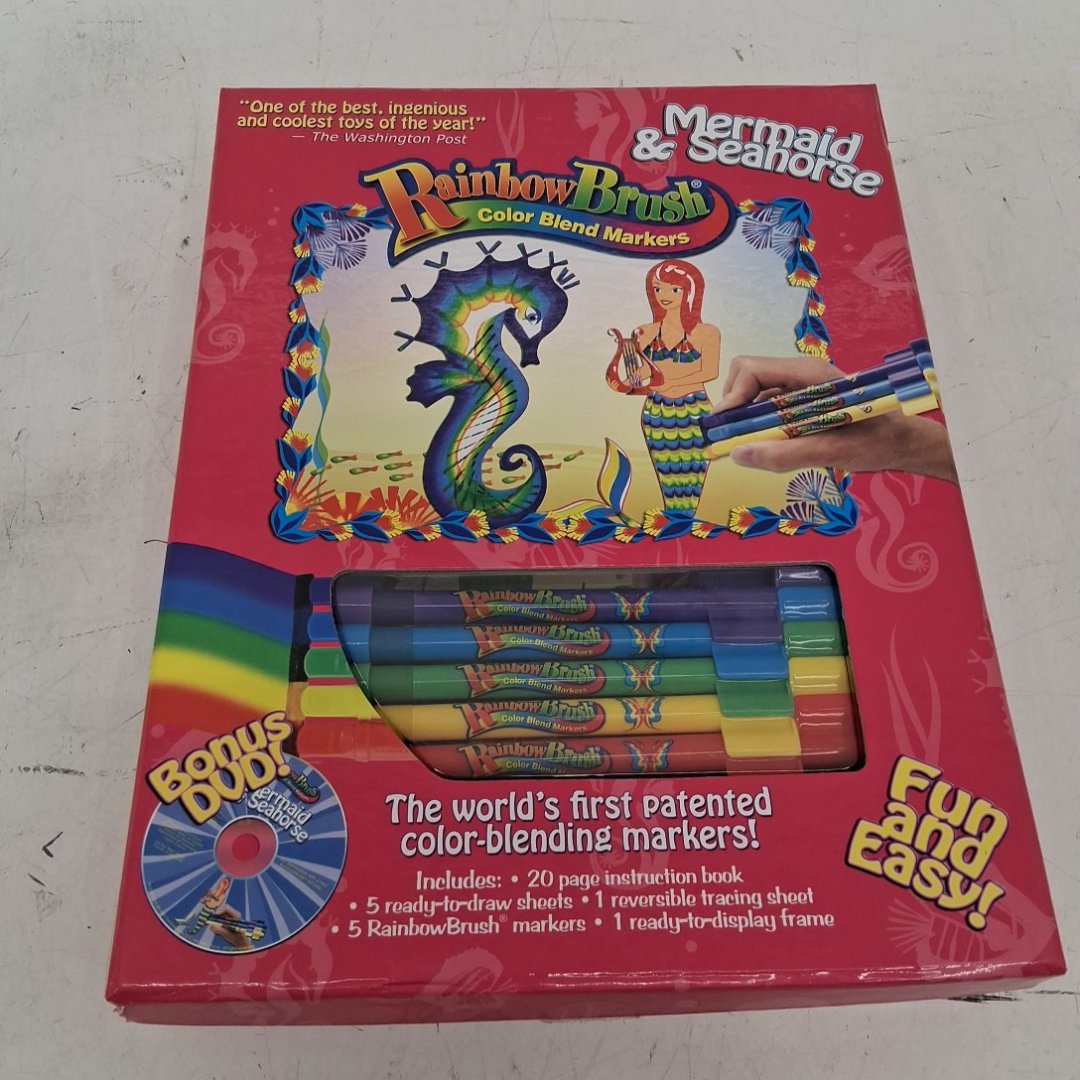 "One of the best, ingenious
and coolest toys of the year!"
— The Washington Post
Mermaid
& Seahorse
RainbowBrush®
Color Blend Markers
RainbowBrush
Color Blend Markers
RainbowBrush
Color Blend Markers
RainbowBrush
Color Blend Markers
RainbowBrush
Color Blend Markers
RainbowBrush
Color Blend
Bonus
DVD!
ermaid
Seahorse
The world's first patented
color-blending markers!
Includes: • 20 page instruction book
• 5 ready-to-draw sheets • 1 reversible tracing sheet
• 5 RainbowBrush® markers • 1 ready-to-display frame
Fun
and
Easy!